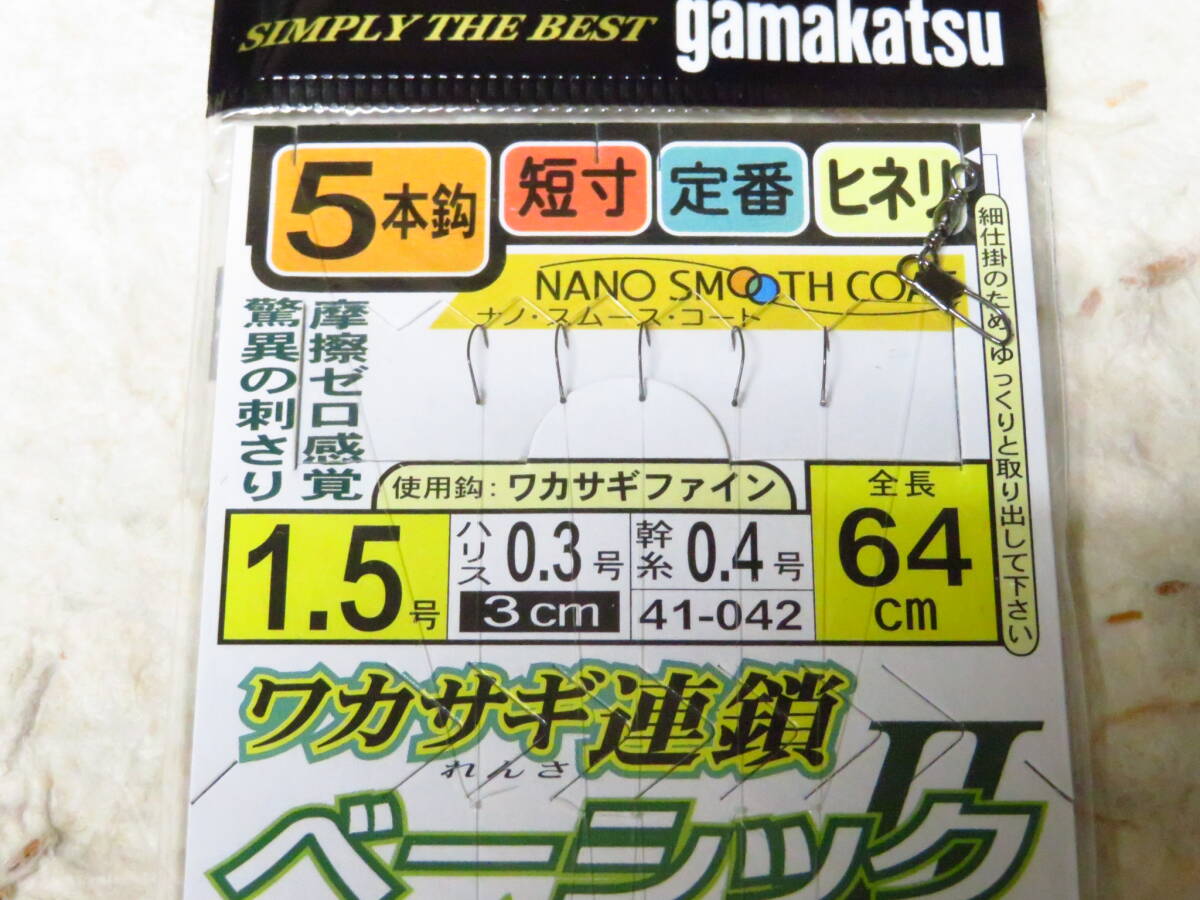 SIMPLY THE BEST
gamakatsu
5本鈎
短寸
定番
ヒネリ
NANO SMOOTH COAT
ナノ・スムース・コート
摩擦ゼロ感覚
驚異の刺さり
細仕掛のためゆっくりと取り出して下さい
使用鈎:ワカサギファイン
1.5号
ハリス 0.3号
3cm
幹糸 0.4号
41-042
全長
64
cm
ワカサギ連鎖
れんさ
ベーシックII